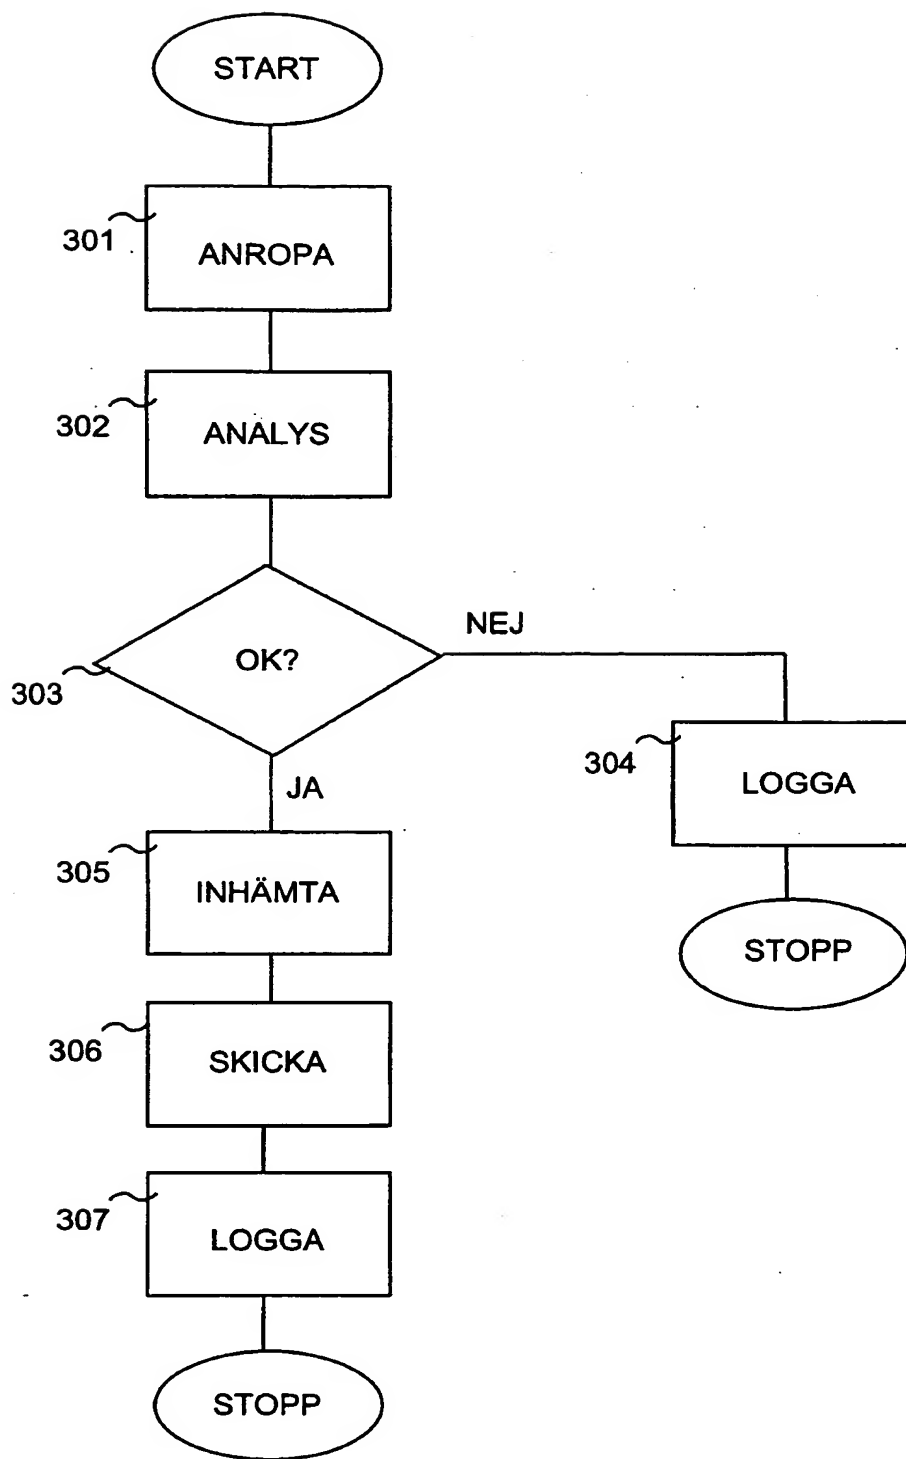 START
301
ANROPA
302
ANALYS
303
OK?
NEJ
JA
304
LOGGA
STOPP
305
INHÄMTA
306
SKICKA
307
LOGGA
STOPP